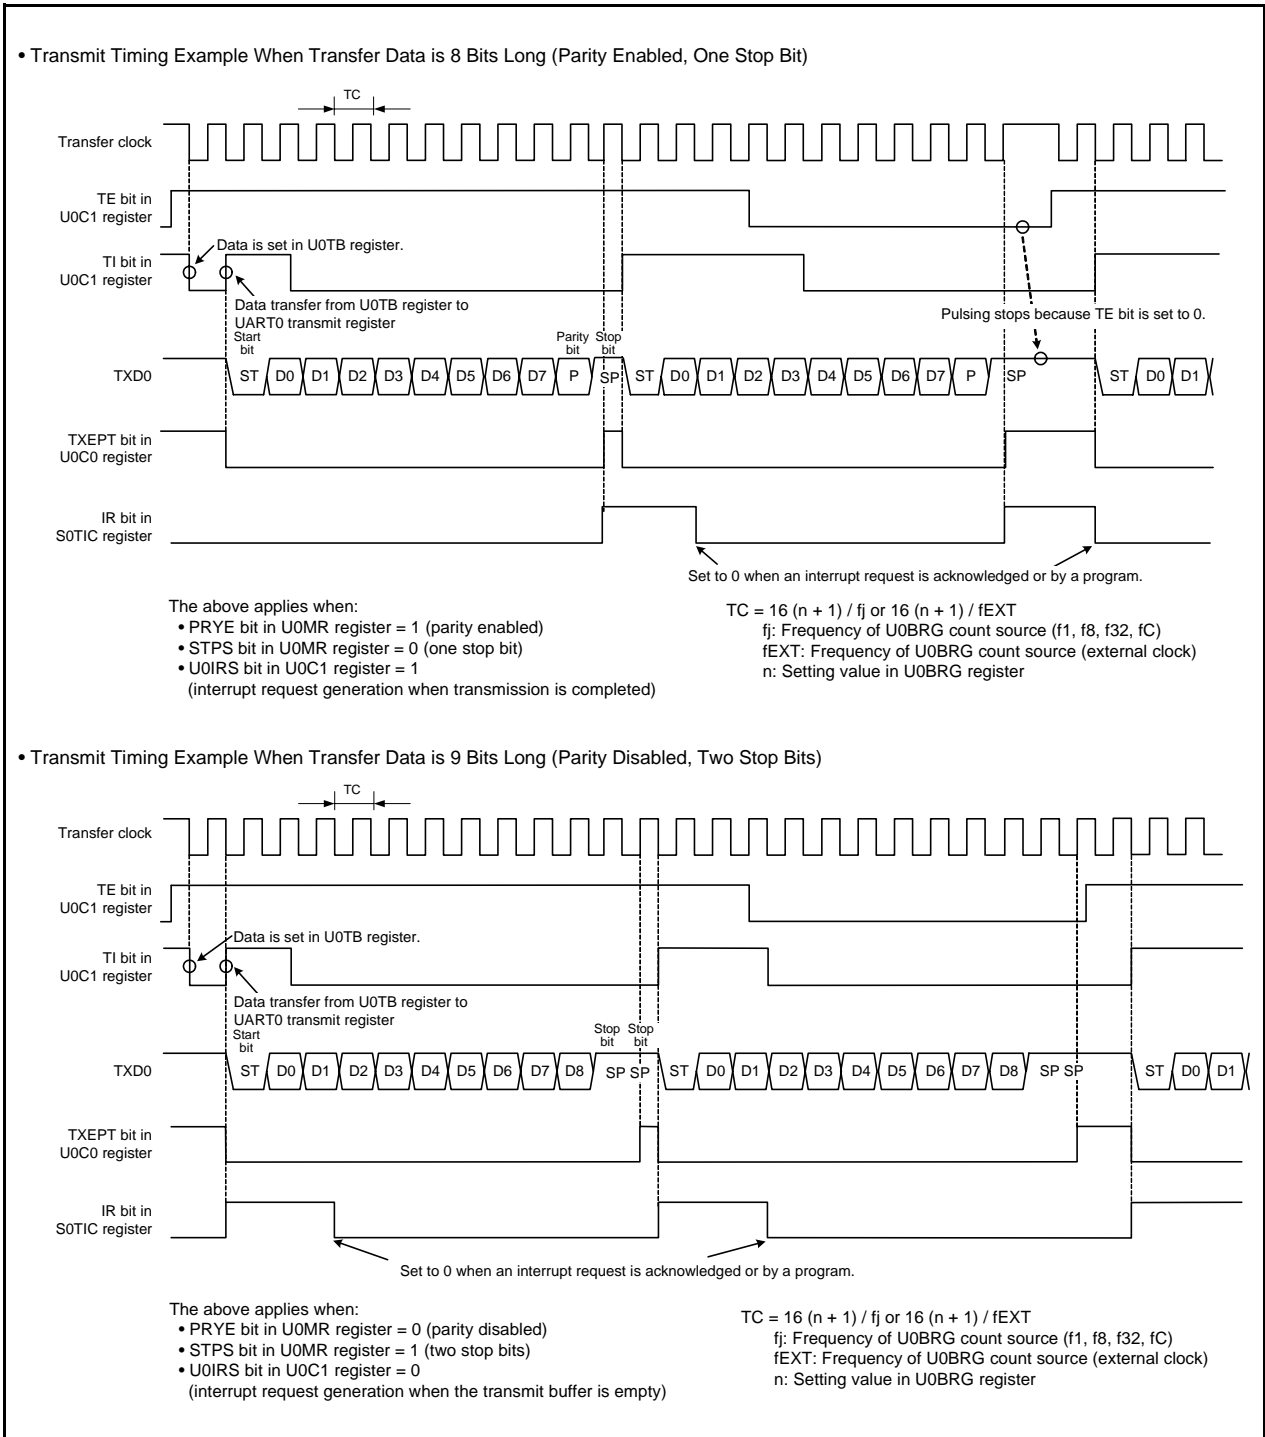 • Transmit Timing Example When Transfer Data is 8 Bits Long (Parity Enabled, One Stop Bit)
TC
Transfer clock
TE bit in
U0C1 register
Data is set in U0TB register.
TI bit in
U0C1 register
Data transfer from U0TB register to
UART0 transmit register
Pulsing stops because TE bit is set to 0.
Start
bit
Parity
bit
Stop
bit
TXD0
ST D0 D1 D2 D3 D4 D5 D6 D7 P SP ST D0 D1 D2 D3 D4 D5 D6 D7 P SP ST D0 D1
TXEPT bit in
U0C0 register
IR bit in
S0TIC register
Set to 0 when an interrupt request is acknowledged or by a program.
The above applies when:
• PRYE bit in U0MR register = 1 (parity enabled)
• STPS bit in U0MR register = 0 (one stop bit)
• U0IRS bit in U0C1 register = 1
(interrupt request generation when transmission is completed)
TC = 16 (n + 1) / fj or 16 (n + 1) / fEXT
fj: Frequency of U0BRG count source (f1, f8, f32, fC)
fEXT: Frequency of U0BRG count source (external clock)
n: Setting value in U0BRG register
• Transmit Timing Example When Transfer Data is 9 Bits Long (Parity Disabled, Two Stop Bits)
TC
Transfer clock
TE bit in
U0C1 register
Data is set in U0TB register.
TI bit in
U0C1 register
Data transfer from U0TB register to
UART0 transmit register
Start
bit
Stop
bit
Stop
bit
TXD0
ST D0 D1 D2 D3 D4 D5 D6 D7 D8 SP SP ST D0 D1 D2 D3 D4 D5 D6 D7 D8 SP SP ST D0 D1
TXEPT bit in
U0C0 register
IR bit in
S0TIC register
Set to 0 when an interrupt request is acknowledged or by a program.
The above applies when:
• PRYE bit in U0MR register = 0 (parity disabled)
• STPS bit in U0MR register = 1 (two stop bits)
• U0IRS bit in U0C1 register = 0
(interrupt request generation when the transmit buffer is empty)
TC = 16 (n + 1) / fj or 16 (n + 1) / fEXT
fj: Frequency of U0BRG count source (f1, f8, f32, fC)
fEXT: Frequency of U0BRG count source (external clock)
n: Setting value in U0BRG register